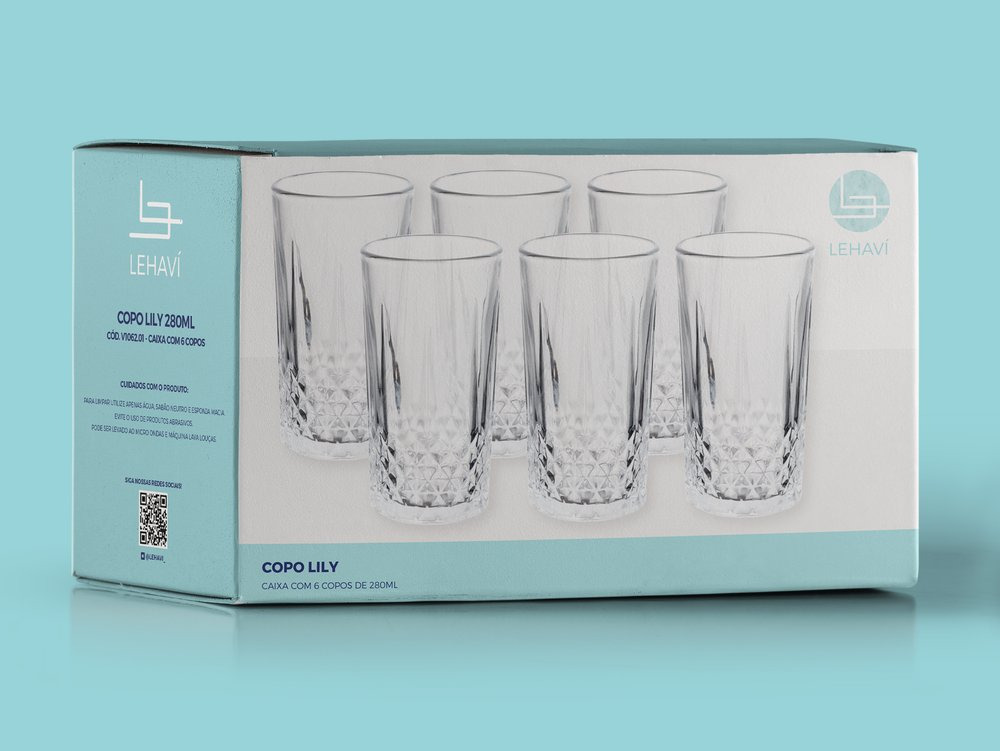 LEHAVÍ
COPO LILY 280ML
CÓD. V1062.01 - CAIXA COM 6 COPOS
CUIDADOS COM O PRODUTO:
PARA LIMPAR UTILIZE APENAS ÁGUA, SABÃO NEUTRO E ESPONJA MACIA.
EVITE O USO DE PRODUTOS ABRASIVOS.
PODE SER LEVADO AO MICRO ONDAS E MÁQUINA LAVA LOUÇAS.
SIGA NOSSAS REDES SOCIAIS!
@LEHAVI_
LEHAVÍ
COPO LILY
CAIXA COM 6 COPOS DE 280ML